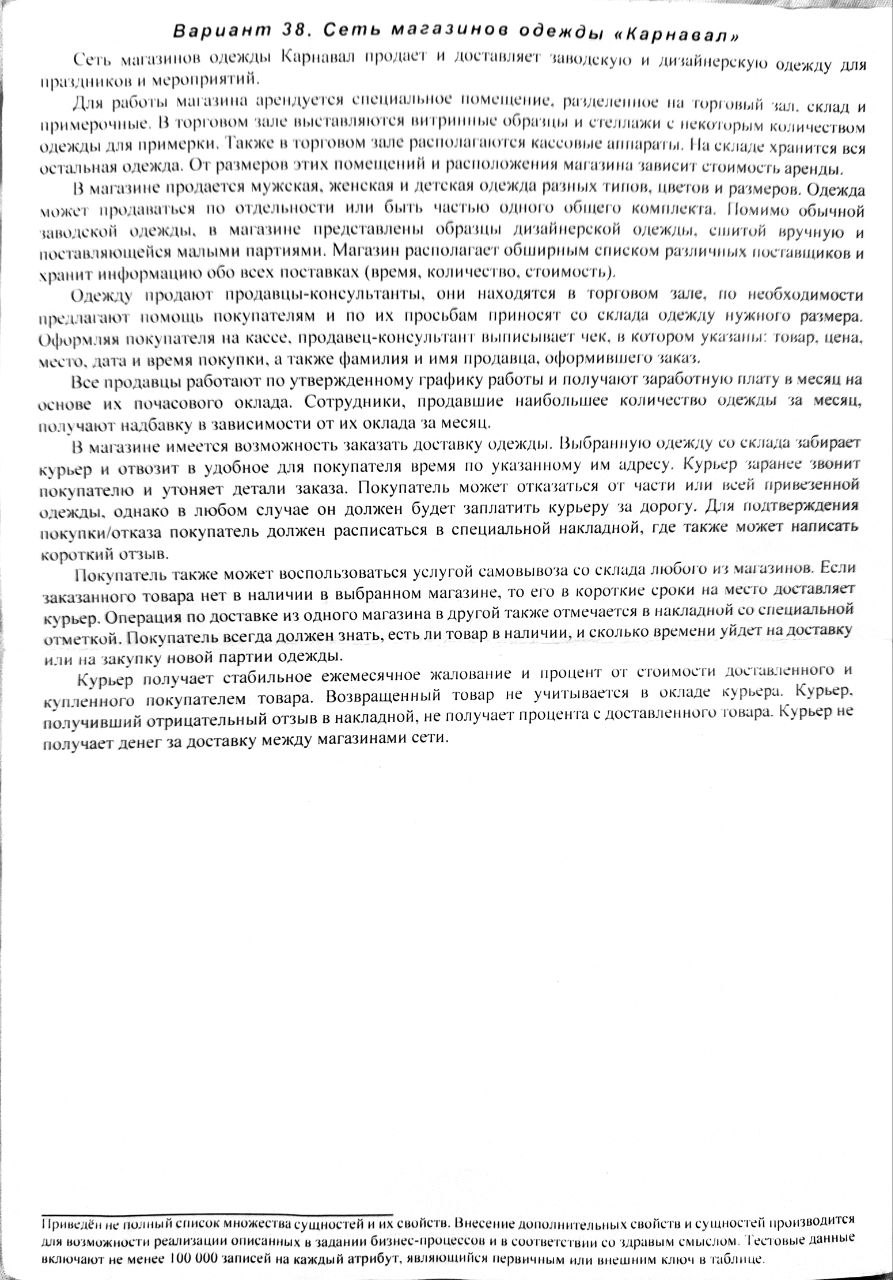 Вариант 38. Сеть магазинов одежды «Карнавал»
Сеть магазинов одежды Карнавал продает и доставляет заводскую и дизайнерскую одежду для
праздников и мероприятий.
Для работы магазина арендуется специальное помещение, разделенное на торговый зал, склад и
примерочные. В торговом зале выставляются витринные образцы и стеллажи с некоторым количеством
одежды для примерки. Также в торговом зале располагаются кассовые аппараты. На складе хранится вся
остальная одежда. От размеров этих помещений и расположения магазина зависит стоимость аренды.
В магазине продается мужская, женская и детская одежда разных типов, цветов и размеров. Одежда
может продаваться по отдельности или быть частью одного общего комплекта. Помимо обычной
заводской одежды, в магазине представлены образцы дизайнерской одежды, сшитой вручную и
поставляющейся малыми партиями. Магазин располагает обширным списком различных поставщиков и
хранит информацию обо всех поставках (время, количество, стоимость).
Одежду продают продавцы-консультанты, они находятся в торговом зале, по необходимости
предлагают помощь покупателям и по их просьбам приносят со склада одежду нужного размера.
Оформляя покупателя на кассе, продавец-консультант выписывает чек, в котором указаны: товар, цена,
место, дата и время покупки, а также фамилия и имя продавца, оформившего заказ.
Все продавцы работают по утвержденному графику работы и получают заработную плату в месяц на
основе их почасового оклада. Сотрудники, продавшие наибольшее количество одежды за месяц,
получают надбавку в зависимости от их оклада за месяц.
В магазине имеется возможность заказать доставку одежды. Выбранную одежду со склада забирает
курьер и отвозит в удобное для покупателя время по указанному им адресу. Курьер заранее звонит
покупателю и утоняет детали заказа. Покупатель может отказаться от части или всей привезенной
одежды, однако в любом случае он должен будет заплатить курьеру за дорогу. Для подтверждения
покупки/отказа покупатель должен расписаться в специальной накладной, где также может написать
короткий отзыв.
Покупатель также может воспользоваться услугой самовывоза со склада любого из магазинов. Если
заказанного товара нет в наличии в выбранном магазине, то его в короткие сроки на место доставляет
курьер. Операция по доставке из одного магазина в другой также отмечается в накладной со специальной
отметкой. Покупатель всегда должен знать, есть ли товар в наличии, и сколько времени уйдет на доставку
или на закупку новой партии одежды.
Курьер получает стабильное ежемесячное жалование и процент от стоимости доставленного и
купленного покупателем товара. Возвращенный товар не учитывается в окладе курьера. Курьер,
получивший отрицательный отзыв в накладной, не получает процента с доставленного товара. Курьер не
получает денег за доставку между магазинами сети.
Приведён не полный список множества сущностей и их свойств. Внесение дополнительных свойств и сущностей производится
для возможности реализации описанных в задании бизнес-процессов и в соответствии со здравым смыслом. Тестовые данные
включают не менее 100 000 записей на каждый атрибут, являющийся первичным или внешним ключ в таблице.